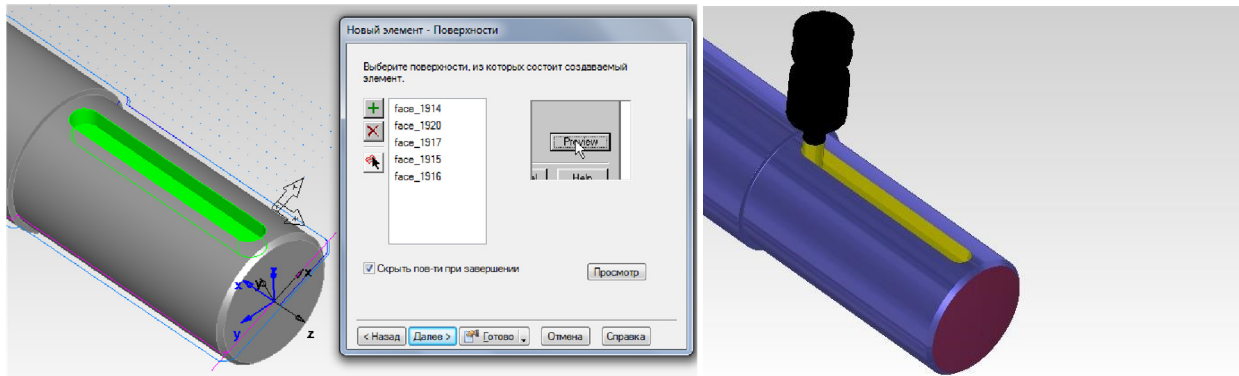 Новый элемент - Поверхности
Выберите поверхности, из которых состоит создаваемый
элемент.
face_1914
face_1920
face_1917
face_1915
face_1916
Preview
Help
Скрыть пов-ти при завершении
Просмотр
< Назад
Далее >
Готово
Отмена
Справка
x
y
x
y
z